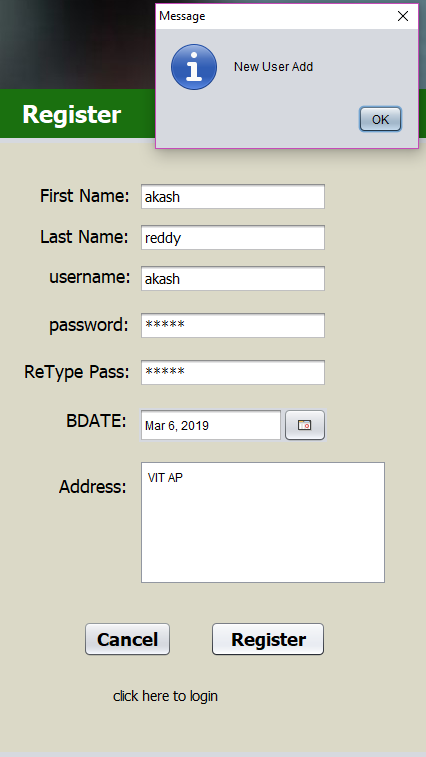 Message
New User Add
OK
Register
First Name: akash
Last Name: reddy
username: akash
password: *****
ReType Pass: *****
BDATE: Mar 6, 2019
Address: VIT AP
Cancel Register
click here to login